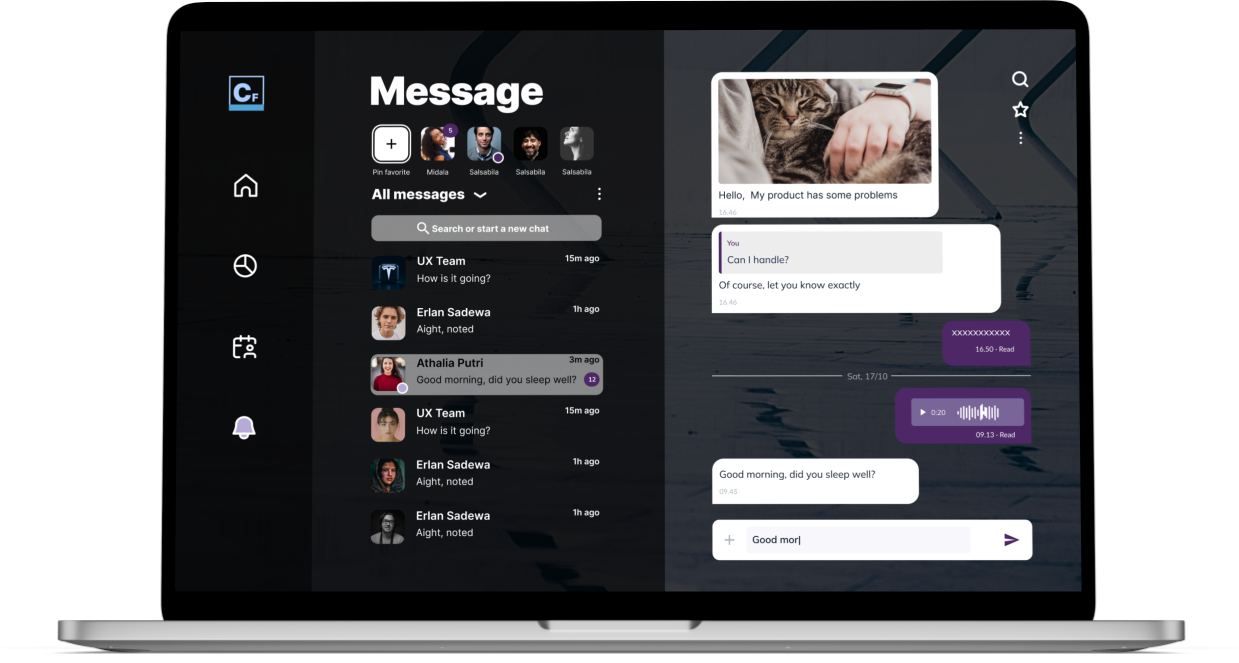 CF
Message
5
Pin favorite
Midala
Salsabila
Salsabila
Salsabila
All messages
Search or start a new chat
UX Team
15m ago
How is it going?
Erlan Sadewa
1h ago
Aight, noted
Athalia Putri
3m ago
Good morning, did you sleep well?
12
UX Team
15m ago
How is it going?
Erlan Sadewa
1h ago
Aight, noted
Erlan Sadewa
1h ago
Aight, noted
Hello, My product has some problems
16.46
You
Can I handle?
Of course, let you know exactly
16.46
XXXXXXXXXXX
16.50 · Read
Sat, 17/10
0:20
09.13 · Read
Good morning, did you sleep well?
09.45
Good mor